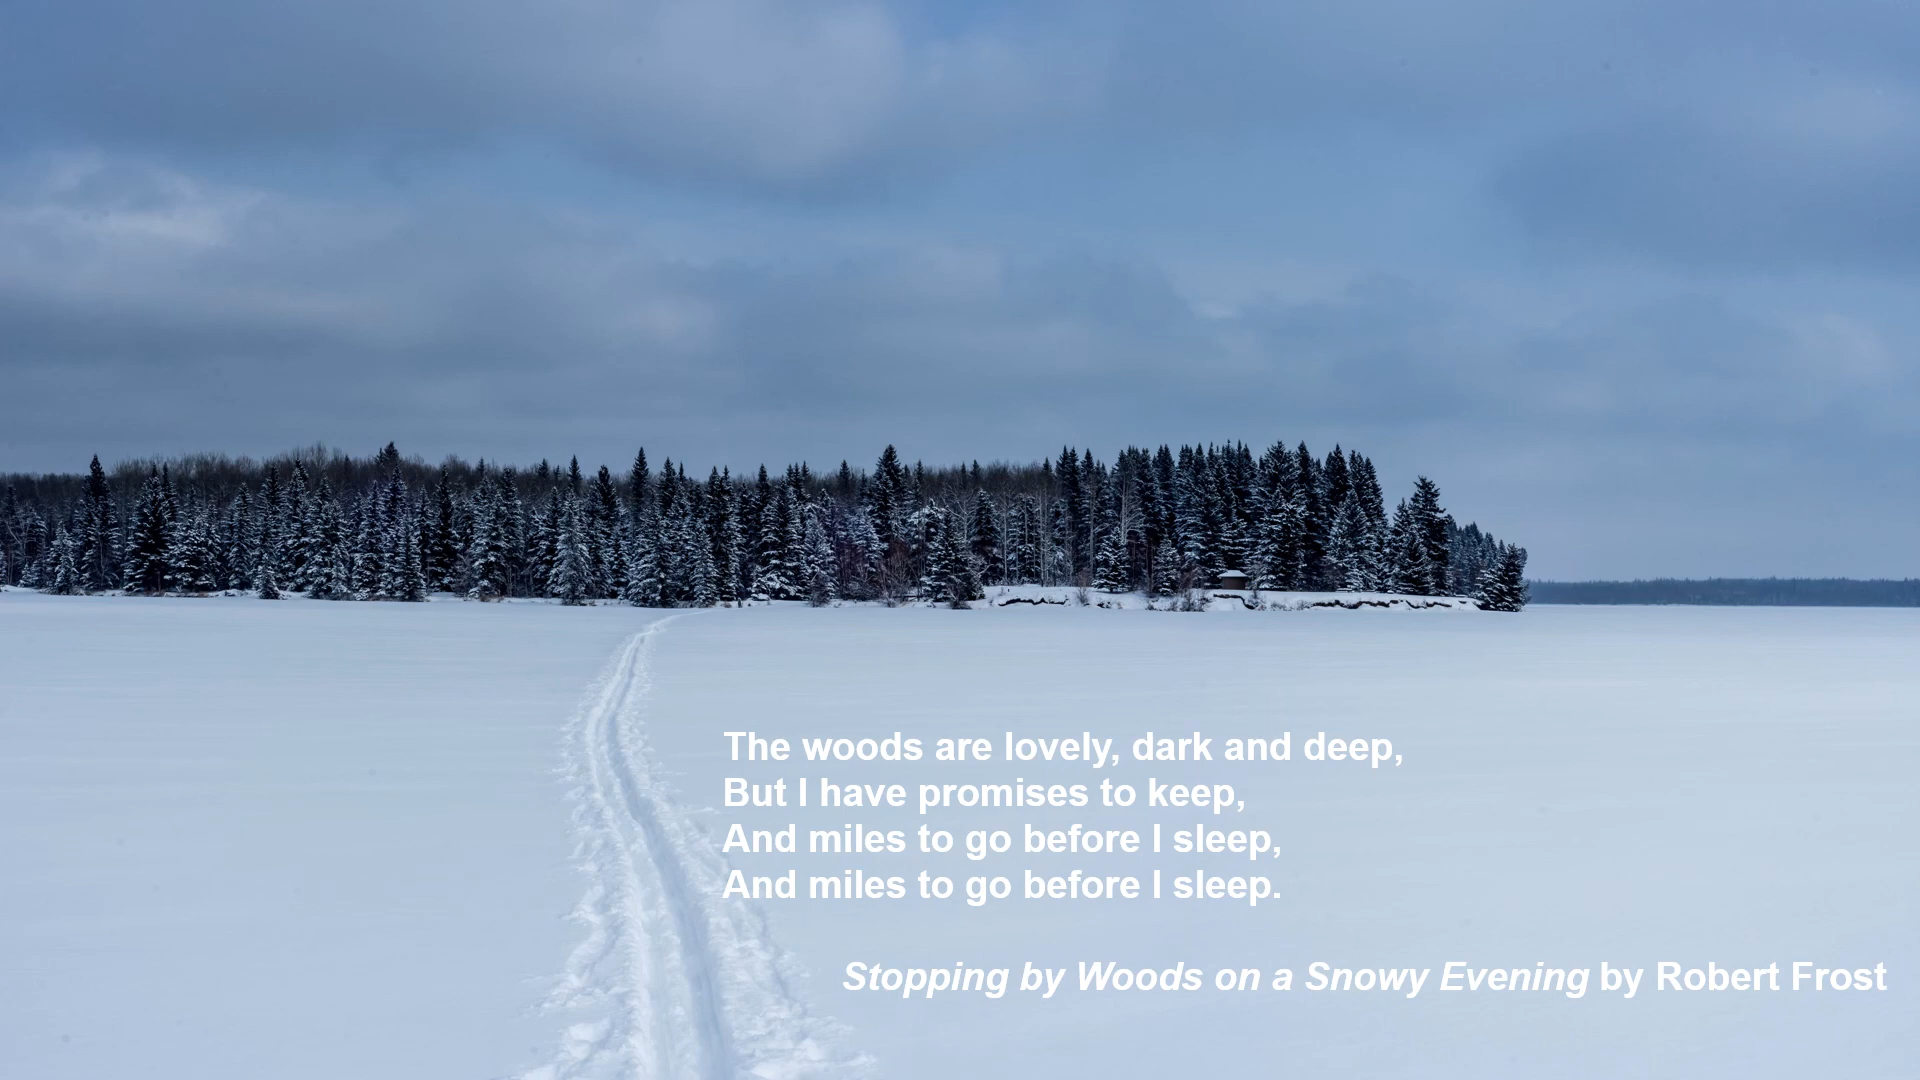 The woods are lovely, dark and deep,
But I have promises to keep,
And miles to go before I sleep,
And miles to go before I sleep.
Stopping by Woods on a Snowy Evening by Robert Frost